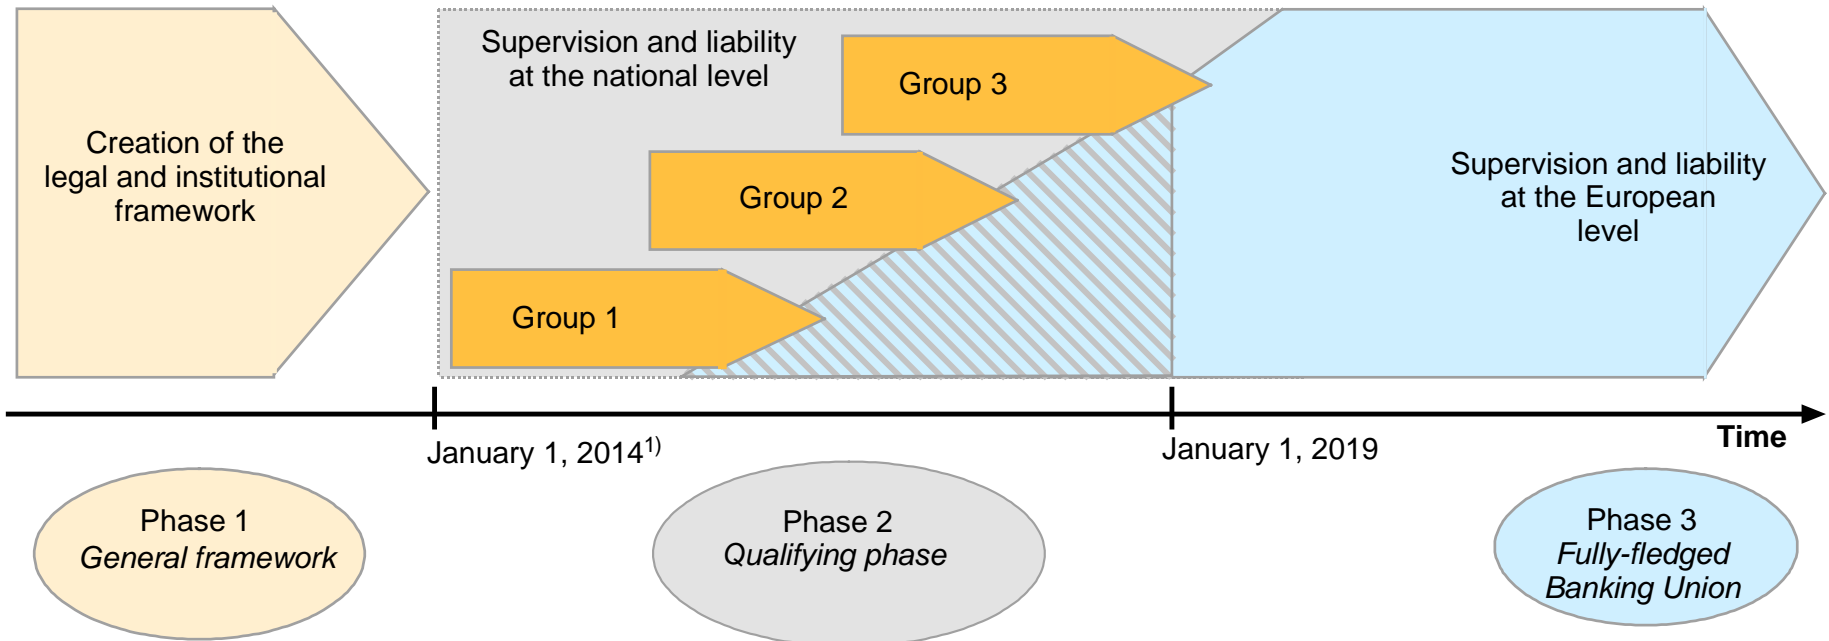 Supervision and liability
at the national level
Group 3
Creation of the
legal and institutional
framework
Supervision and liability
at the European
level
Group 2
Group 1
January 1, 2014¹⁾
January 1, 2019
Time
Phase 1
General framework
Phase 2
Qualifying phase
Phase 3
Fully-fledged
Banking Union